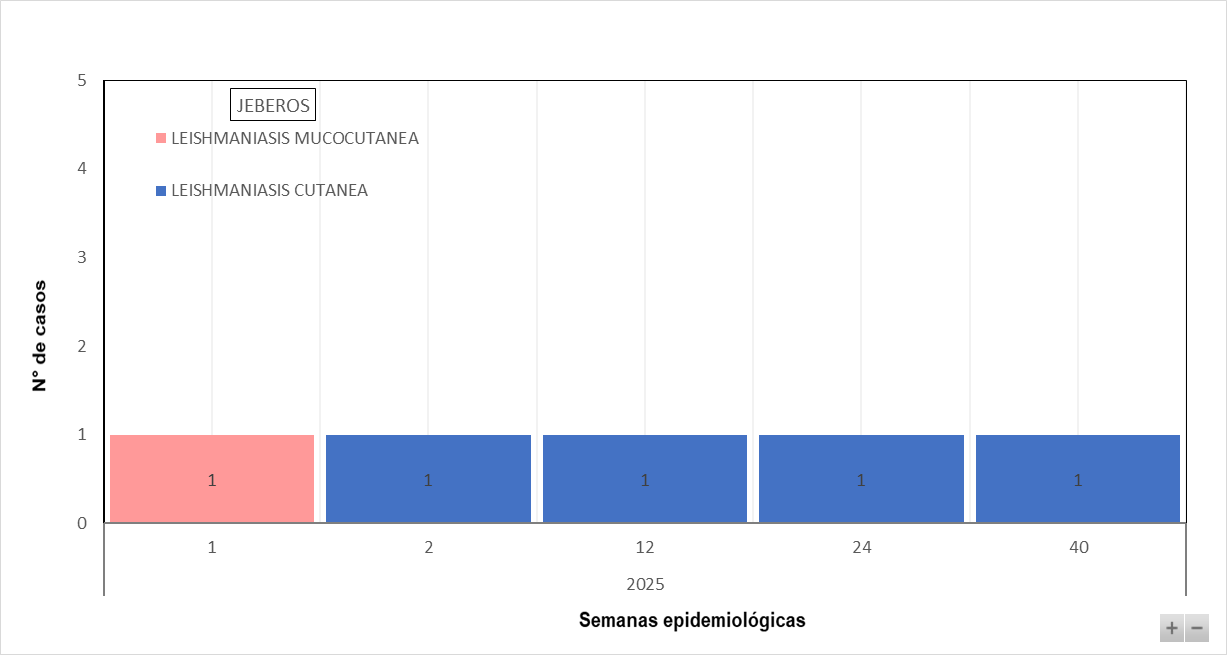 JEBEROS
LEISHMANIASIS MUCOCUTANEA
LEISHMANIASIS CUTANEA
N° de casos
5
4
3
2
1
0
1 1 1 1 1
1 2 12 24 40
2025
Semanas epidemiológicas
+ −